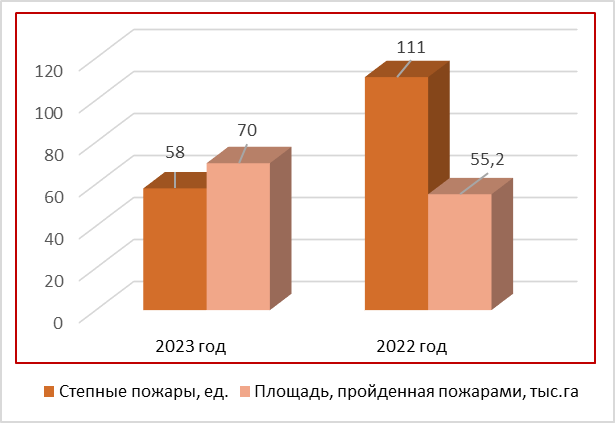 120
100
80
60
40
20
0
58
70
111
55,2
2023 год
2022 год
Степные пожары, ед.
Площадь, пройденная пожарами, тыс.га